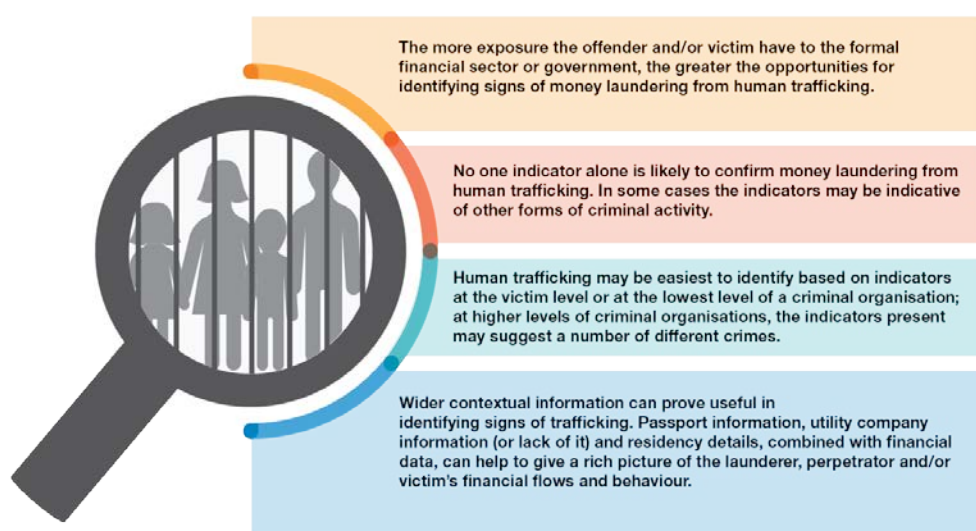 The more exposure the offender and/or victim have to the formal
financial sector or government, the greater the opportunities for
identifying signs of money laundering from human trafficking.
No one indicator alone is likely to confirm money laundering from
human trafficking. In some cases the indicators may be indicative
of other forms of criminal activity.
Human trafficking may be easiest to identify based on indicators
at the victim level or at the lowest level of a criminal organisation;
at higher levels of criminal organisations, the indicators present
may suggest a number of different crimes.
Wider contextual information can prove useful in
identifying signs of trafficking. Passport information, utility company
information (or lack of it) and residency details, combined with financial
data, can help to give a rich picture of the launderer, perpetrator and/or
victim's financial flows and behaviour.